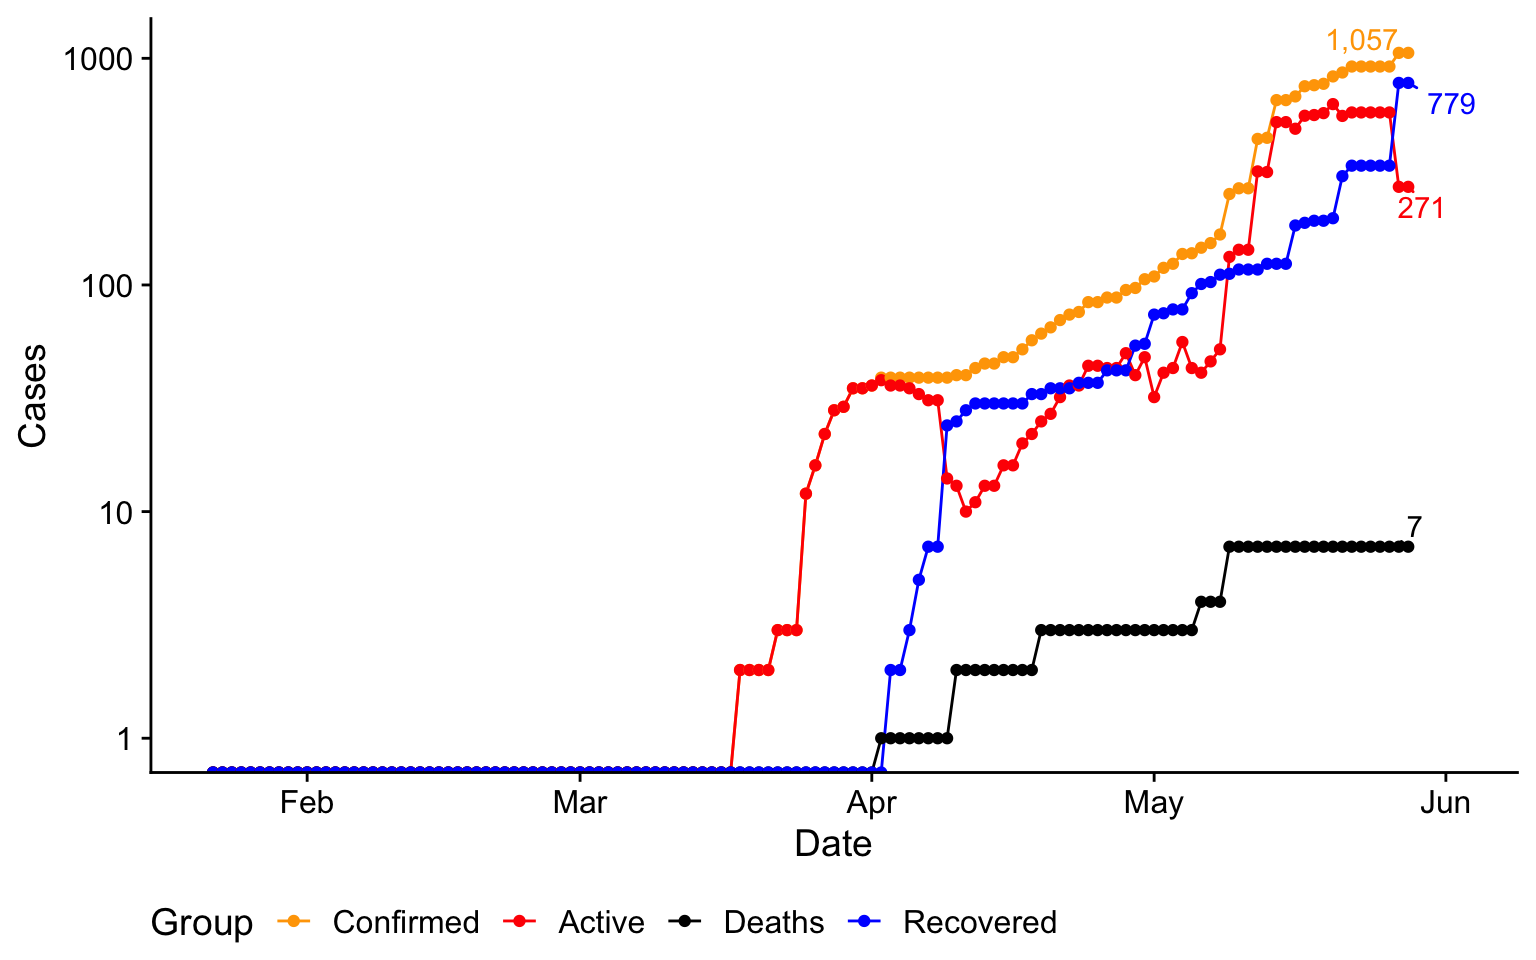 1000
100
10
1
Cases
1,057
779
271
7
Feb Mar Apr May Jun
Date
Group Confirmed Active Deaths Recovered